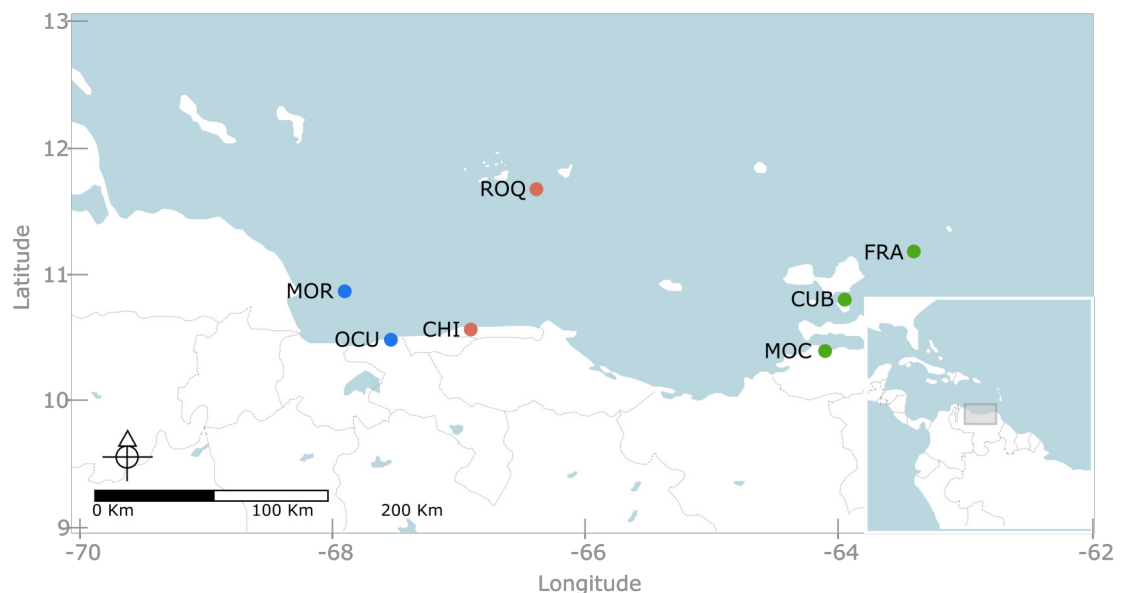 13
12
ROQ
FRA
11
MOR
CUB
CHI
OCU
MOC
10
0 Km 100 Km 200 Km
9
-70 -68 -66 -64 -62
Latitude
Longitude